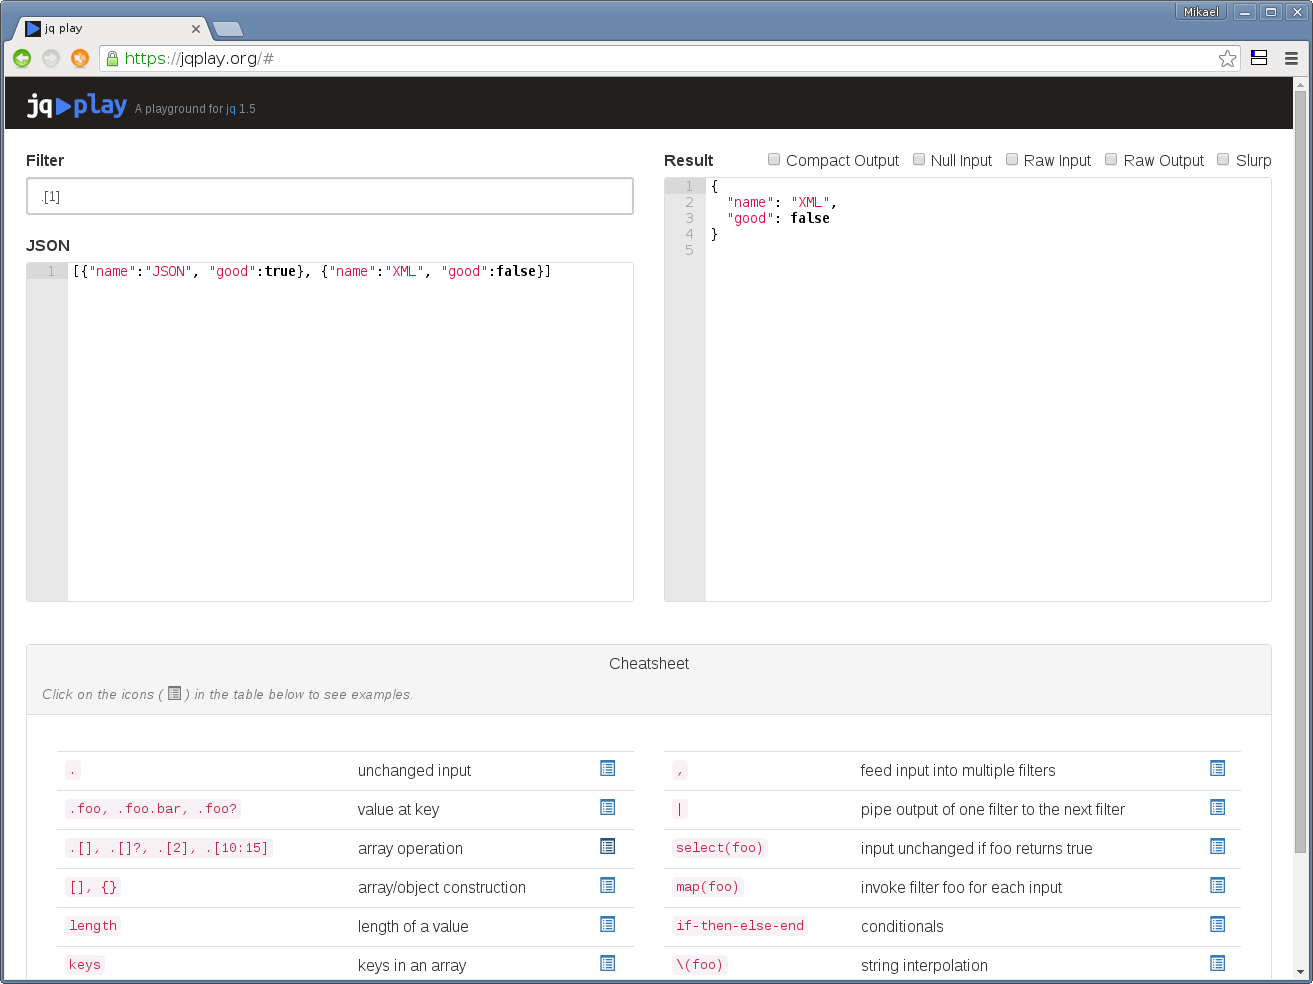 Mikael
jq play
https://jqplay.org/#
jq play A playground for jq 1.5
Filter
.[1]
JSON
1 [{"name":"JSON", "good":true}, {"name":"XML", "good":false}]
Result Compact Output Null Input Raw Input Raw Output Slurp
1 {
2 "name": "XML",
3 "good": false
4 }
5
Cheatsheet
Click on the icons ( ) in the table below to see examples.
. unchanged input
.foo, .foo.bar, .foo? value at key
.[], .[]?, .[2], .[10:15] array operation
[], {} array/object construction
length length of a value
keys keys in an array
, feed input into multiple filters
| pipe output of one filter to the next filter
select(foo) input unchanged if foo returns true
map(foo) invoke filter foo for each input
if-then-else-end conditionals
\(foo) string interpolation